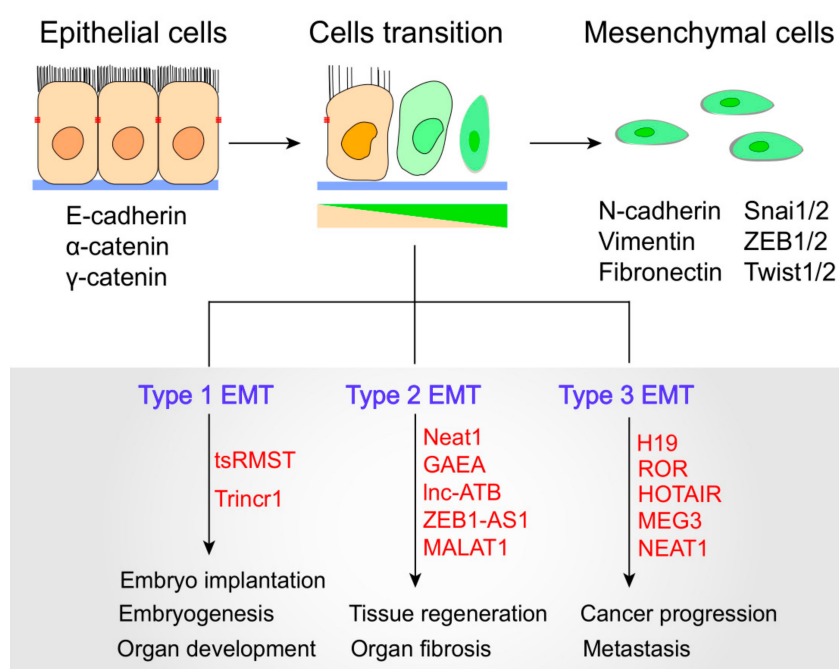 Epithelial cells
Cells transition
Mesenchymal cells
E-cadherin
α-catenin
γ-catenin
N-cadherin
Vimentin
Fibronectin
Snai1/2
ZEB1/2
Twist1/2
Type 1 EMT
Type 2 EMT
Type 3 EMT
tsRMST
Trincr1
Neat1
GAEA
lnc-ATB
ZEB1-AS1
MALAT1
H19
ROR
HOTAIR
MEG3
NEAT1
Embryo implantation
Embryogenesis
Organ development
Tissue regeneration
Organ fibrosis
Cancer progression
Metastasis